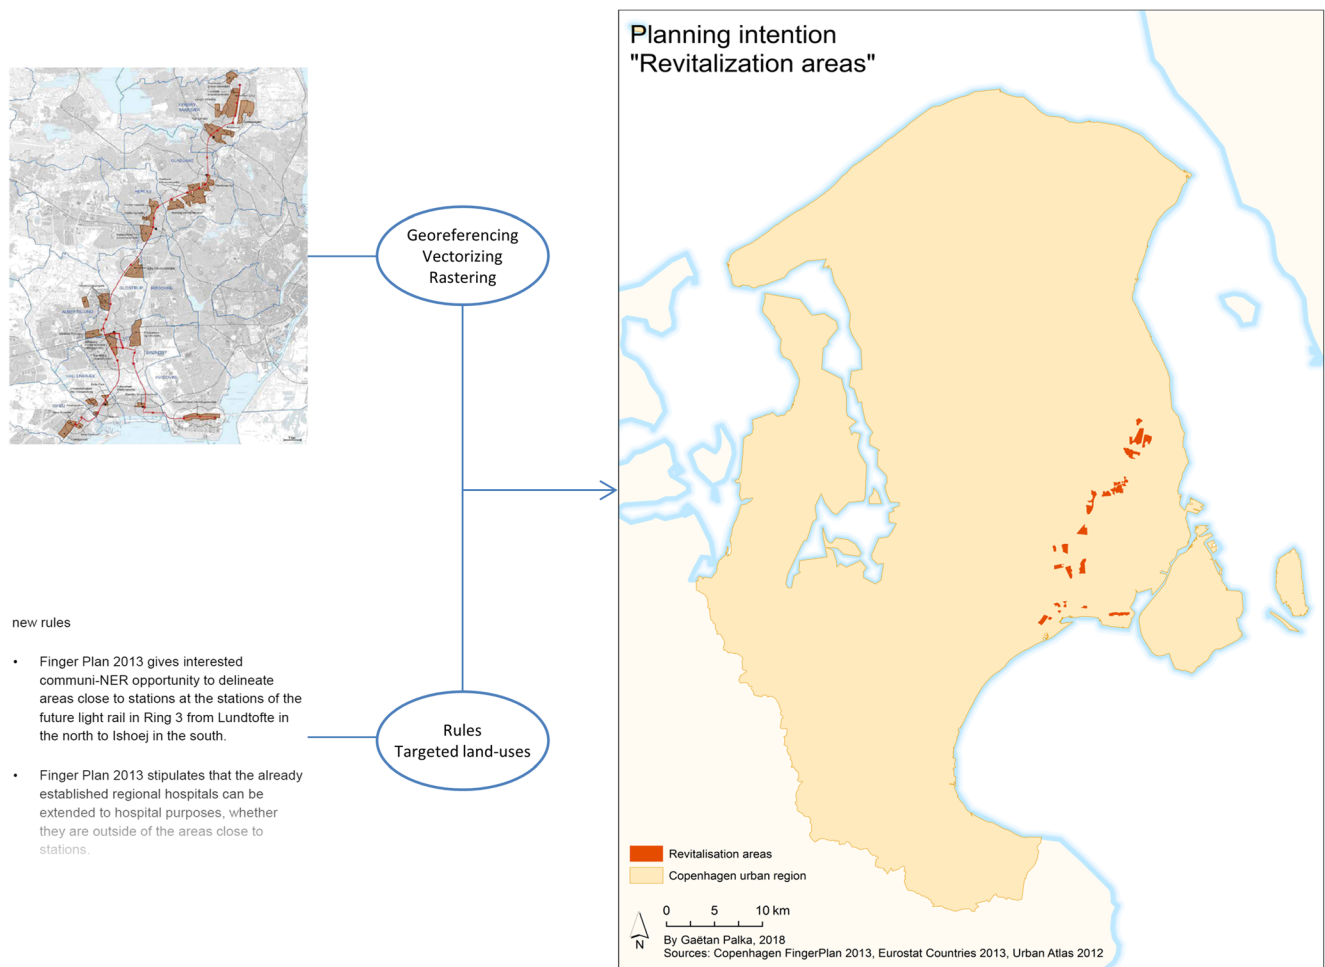 Planning intention
"Revitalization areas"
Georeferencing
Vectorizing
Rastering
new rules
• Finger Plan 2013 gives interested
communi-NER opportunity to delineate
areas close to stations at the stations of the
future light rail in Ring 3 from Lundtofte in
the north to Ishoej in the south.
• Finger Plan 2013 stipulates that the already
established regional hospitals can be
extended to hospital purposes, whether
they are outside of the areas close to
stations.
Rules
Targeted land-uses
Revitalisation areas
Copenhagen urban region
0 5 10 km
N
By Gaëtan Palka, 2018
Sources: Copenhagen FingerPlan 2013, Eurostat Countries 2013, Urban Atlas 2012